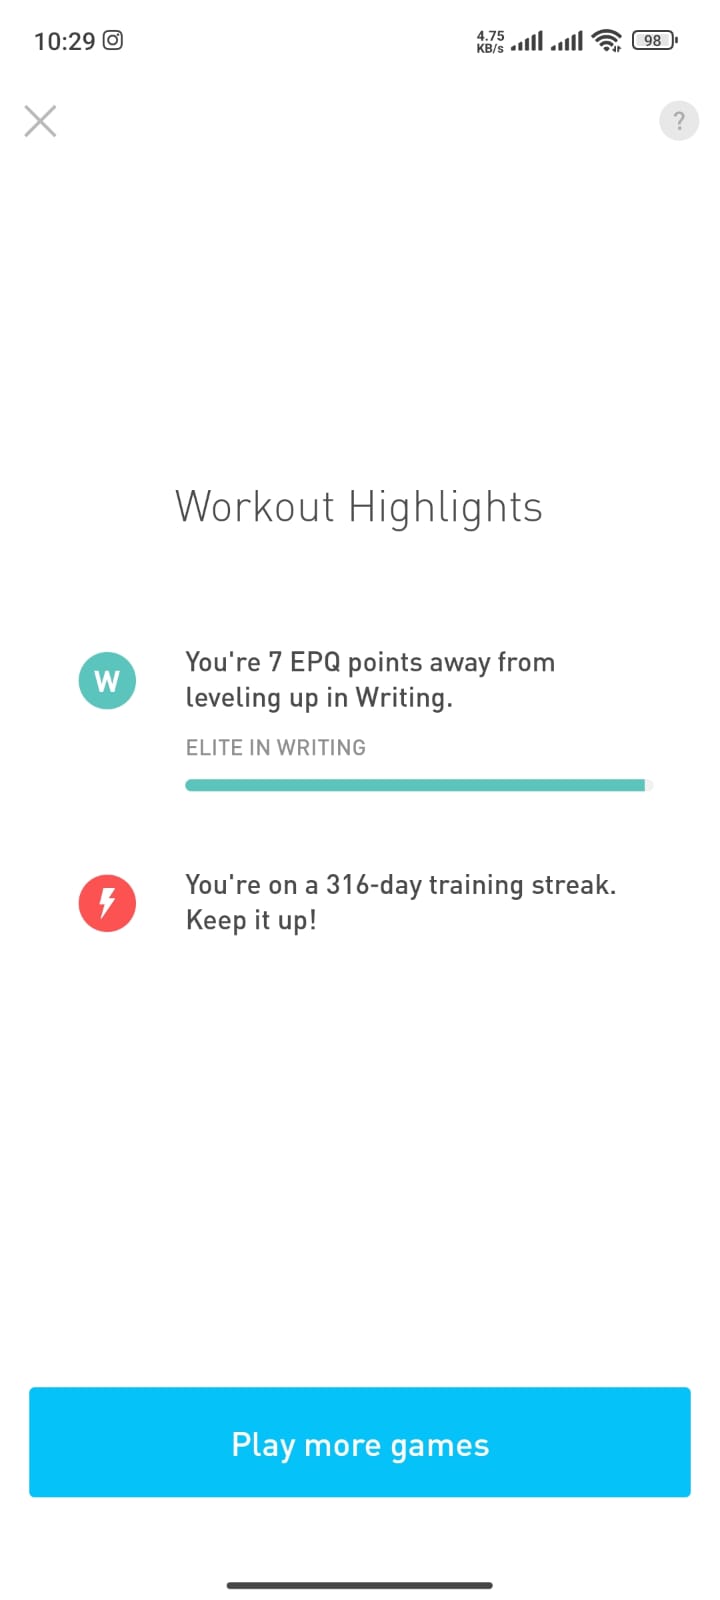 10:29
4.75
KB/s
98
?
Workout Highlights
W
You're 7 EPQ points away from
leveling up in Writing.
ELITE IN WRITING
You're on a 316-day training streak.
Keep it up!
Play more games